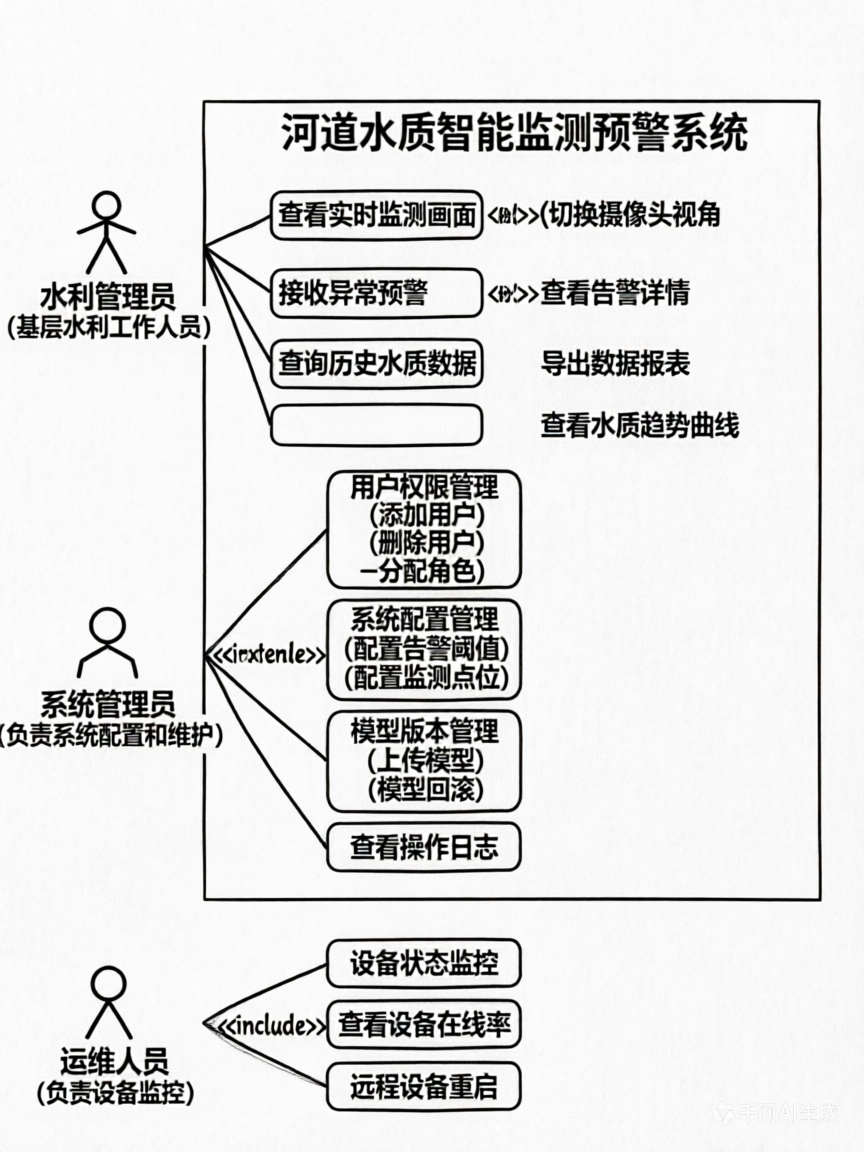 河道水质智能监测预警系统
查看实时监测画面
(切换摄像头视角
接收异常预警
查看告警详情
水利管理员
(基层水利工作人员)
查询历史水质数据
导出数据报表
查看水质趋势曲线
用户权限管理
(添加用户)
(删除用户)
—分配角色)
系统配置管理
(配置告警阈值)
(配置监测点位)
系统管理员
(负责系统配置和维护)
模型版本管理
(上传模型)
(模型回滚)
查看操作日志
设备状态监控
<<include>>
查看设备在线率
运维人员
(负责设备监控)
远程设备重启
千问AI生成